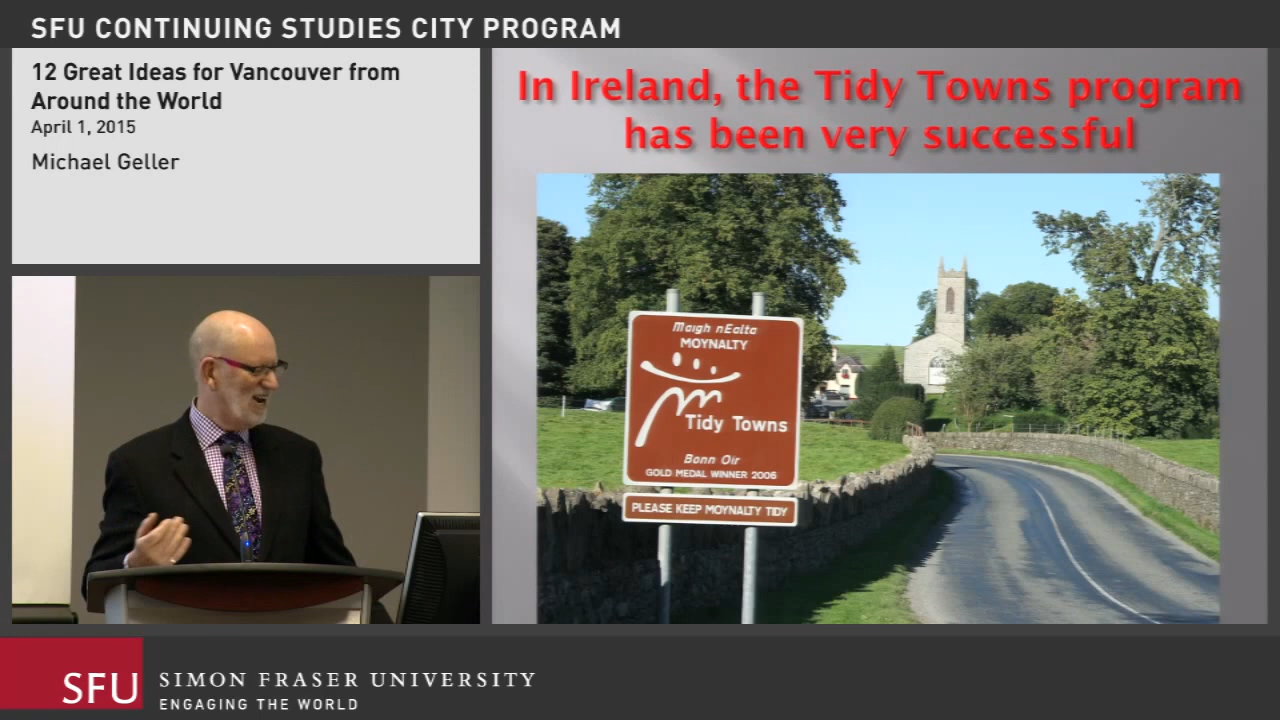 SFU CONTINUING STUDIES CITY PROGRAM
12 Great Ideas for Vancouver from
Around the World
April 1, 2015
Michael Geller
In Ireland, the Tidy Towns program
has been very successful
Maigh nEalta
MOYNALTY
Tidy Towns
Bonn Oir
GOLD MEDAL WINNER 2006
PLEASE KEEP MOYNALTY TIDY
SFU
SIMON FRASER UNIVERSITY
ENGAGING THE WORLD